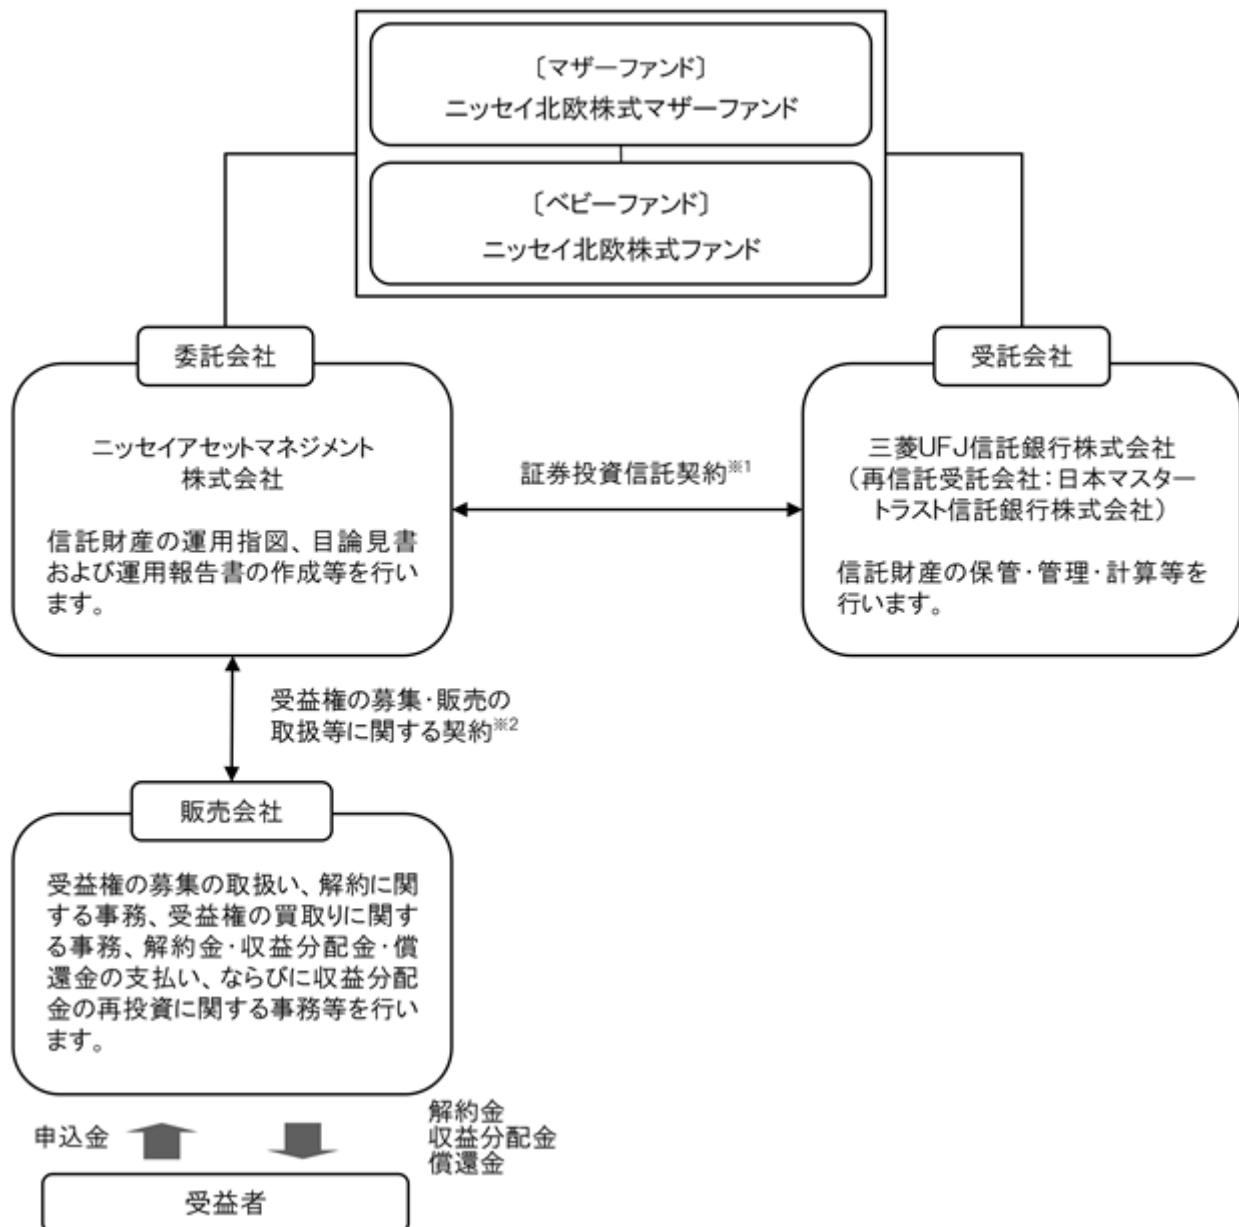 〔マザーファンド〕
ニッセイ北欧株式マザーファンド
〔ベビーファンド〕
ニッセイ北欧株式ファンド
委託会社
ニッセイアセットマネジメント
株式会社
信託財産の運用指図、目論見書
および運用報告書の作成等を行い
ます。
証券投資信託契約※1
受託会社
三菱UFJ信託銀行株式会社
（再信託受託会社：日本マスター
トラスト信託銀行株式会社）
信託財産の保管・管理・計算等を
行います。
受益権の募集・販売の
取扱等に関する契約※2
販売会社
受益権の募集の取扱い、解約に関
する事務、受益権の買取りに関す
る事務、解約金・収益分配金・償
還金の支払い、ならびに収益分配
金の再投資に関する事務等を行い
ます。
申込金
解約金
収益分配金
償還金
受益者